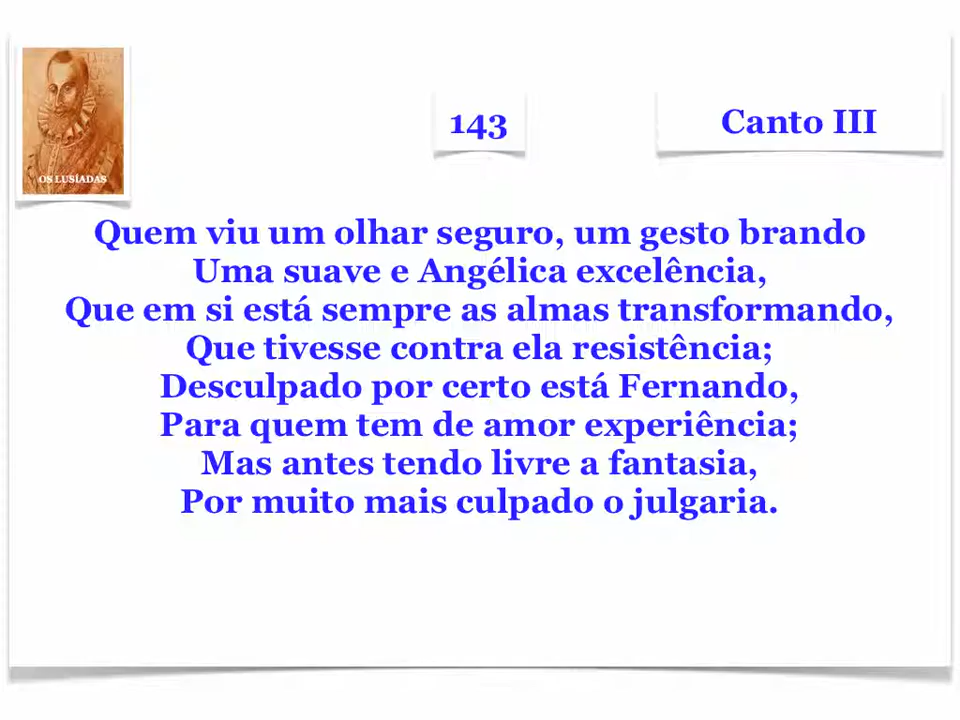 OS LUSÍADAS
143
Canto III
Quem viu um olhar seguro, um gesto brando
Uma suave e Angélica excelência,
Que em si está sempre as almas transformando,
Que tivesse contra ela resistência;
Desculpado por certo está Fernando,
Para quem tem de amor experiência;
Mas antes tendo livre a fantasia,
Por muito mais culpado o julgaria.